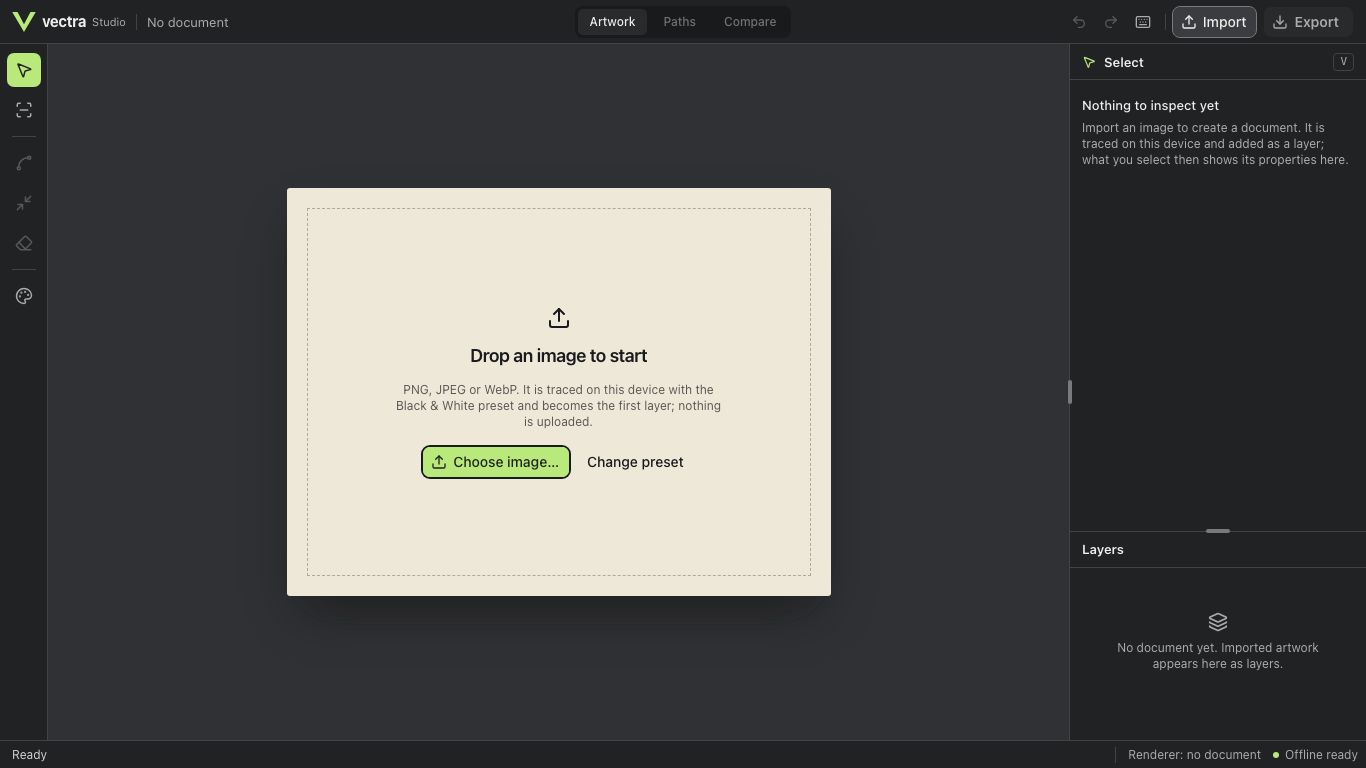 vectra Studio No document
Artwork Paths Compare
Import Export
Select V
Nothing to inspect yet
Import an image to create a document. It is
traced on this device and added as a layer;
what you select then shows its properties here.
Drop an image to start
PNG, JPEG or WebP. It is traced on this device with the
Black & White preset and becomes the first layer; nothing
is uploaded.
Choose image... Change preset
Layers
No document yet. Imported artwork
appears here as layers.
Ready
Renderer: no document Offline ready